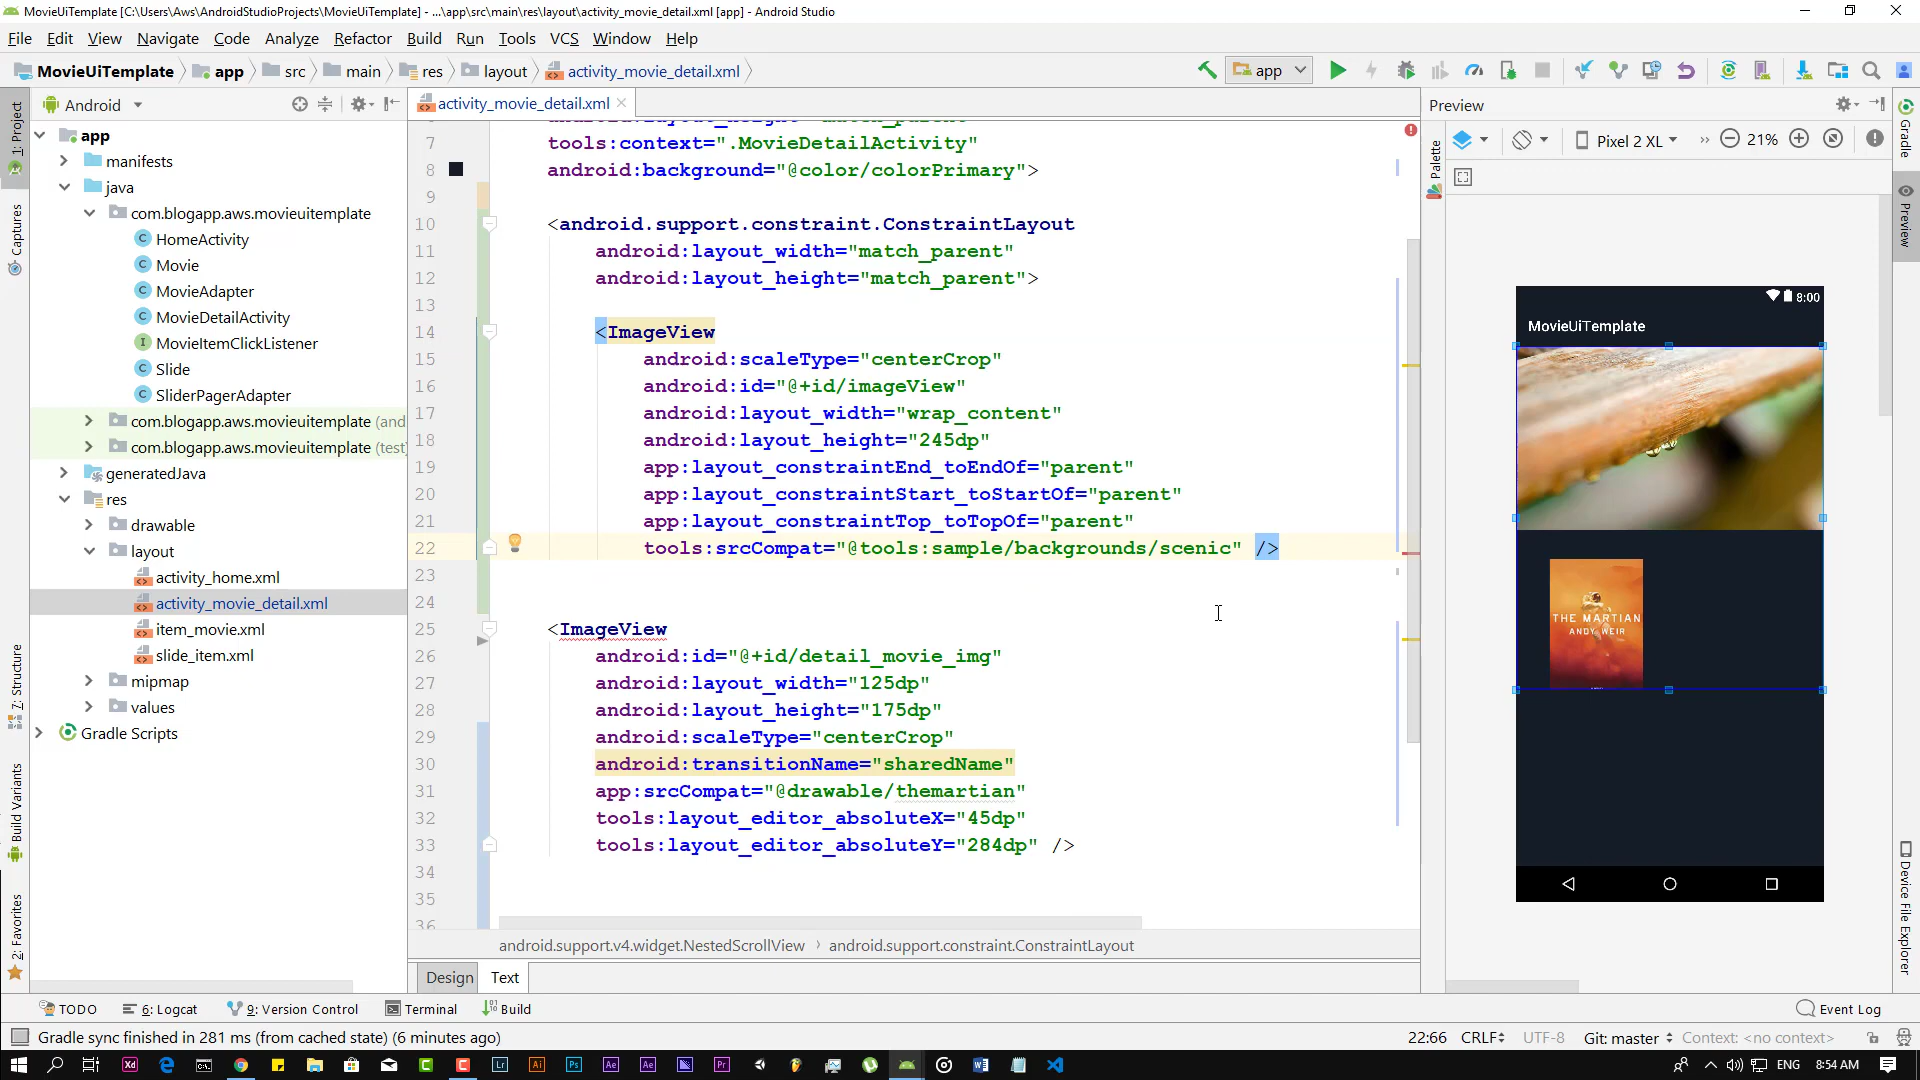 MovieUiTemplate [C:\Users\Aws\AndroidStudioProjects\MovieUiTemplate] - ...\app\src\main\res\layout\activity_movie_detail.xml [app] - Android Studio
File Edit View Navigate Code Analyze Refactor Build Run Tools VCS Window Help
MovieUiTemplate app src main res layout activity_movie_detail.xml app
Android
activity_movie_detail.xml
Preview
1: Project
Captures
7: Structure
Build Variants
2: Favorites
app
manifests
java
com.blogapp.aws.movieuitemplate
HomeActivity
Movie
MovieAdapter
MovieDetailActivity
MovieItemClickListener
Slide
SliderPagerAdapter
com.blogapp.aws.movieuitemplate (and
com.blogapp.aws.movieuitemplate (test
generatedJava
res
drawable
layout
activity_home.xml
activity_movie_detail.xml
item_movie.xml
slide_item.xml
mipmap
values
Gradle Scripts
7 tools:context=".MovieDetailActivity"
8 android:background="@color/colorPrimary">
9
10 <android.support.constraint.ConstraintLayout
11 android:layout_width="match_parent"
12 android:layout_height="match_parent">
13
14 <ImageView
15 android:scaleType="centerCrop"
16 android:id="@+id/imageView"
17 android:layout_width="wrap_content"
18 android:layout_height="245dp"
19 app:layout_constraintEnd_toEndOf="parent"
20 app:layout_constraintStart_toStartOf="parent"
21 app:layout_constraintTop_toTopOf="parent"
22 tools:srcCompat="@tools:sample/backgrounds/scenic" />
23
24
25 <ImageView
26 android:id="@+id/detail_movie_img"
27 android:layout_width="125dp"
28 android:layout_height="175dp"
29 android:scaleType="centerCrop"
30 android:transitionName="sharedName"
31 app:srcCompat="@drawable/themartian"
32 tools:layout_editor_absoluteX="45dp"
33 tools:layout_editor_absoluteY="284dp" />
34
35
36
android.support.v4.widget.NestedScrollView › android.support.constraint.ConstraintLayout
Design Text
Palette
Pixel 2 XL » 21%
8:00
MovieUiTemplate
THE MARTIAN
ANDY WEIR
Gradle
Preview
Device File Explorer
TODO 6: Logcat 9: Version Control Terminal Build Event Log
Gradle sync finished in 281 ms (from cached state) (6 minutes ago) 22:66 CRLF UTF-8 Git: master Context: <no context>
Xd Lr Ai Ps Ae Ae Pr ENG 8:54 AM